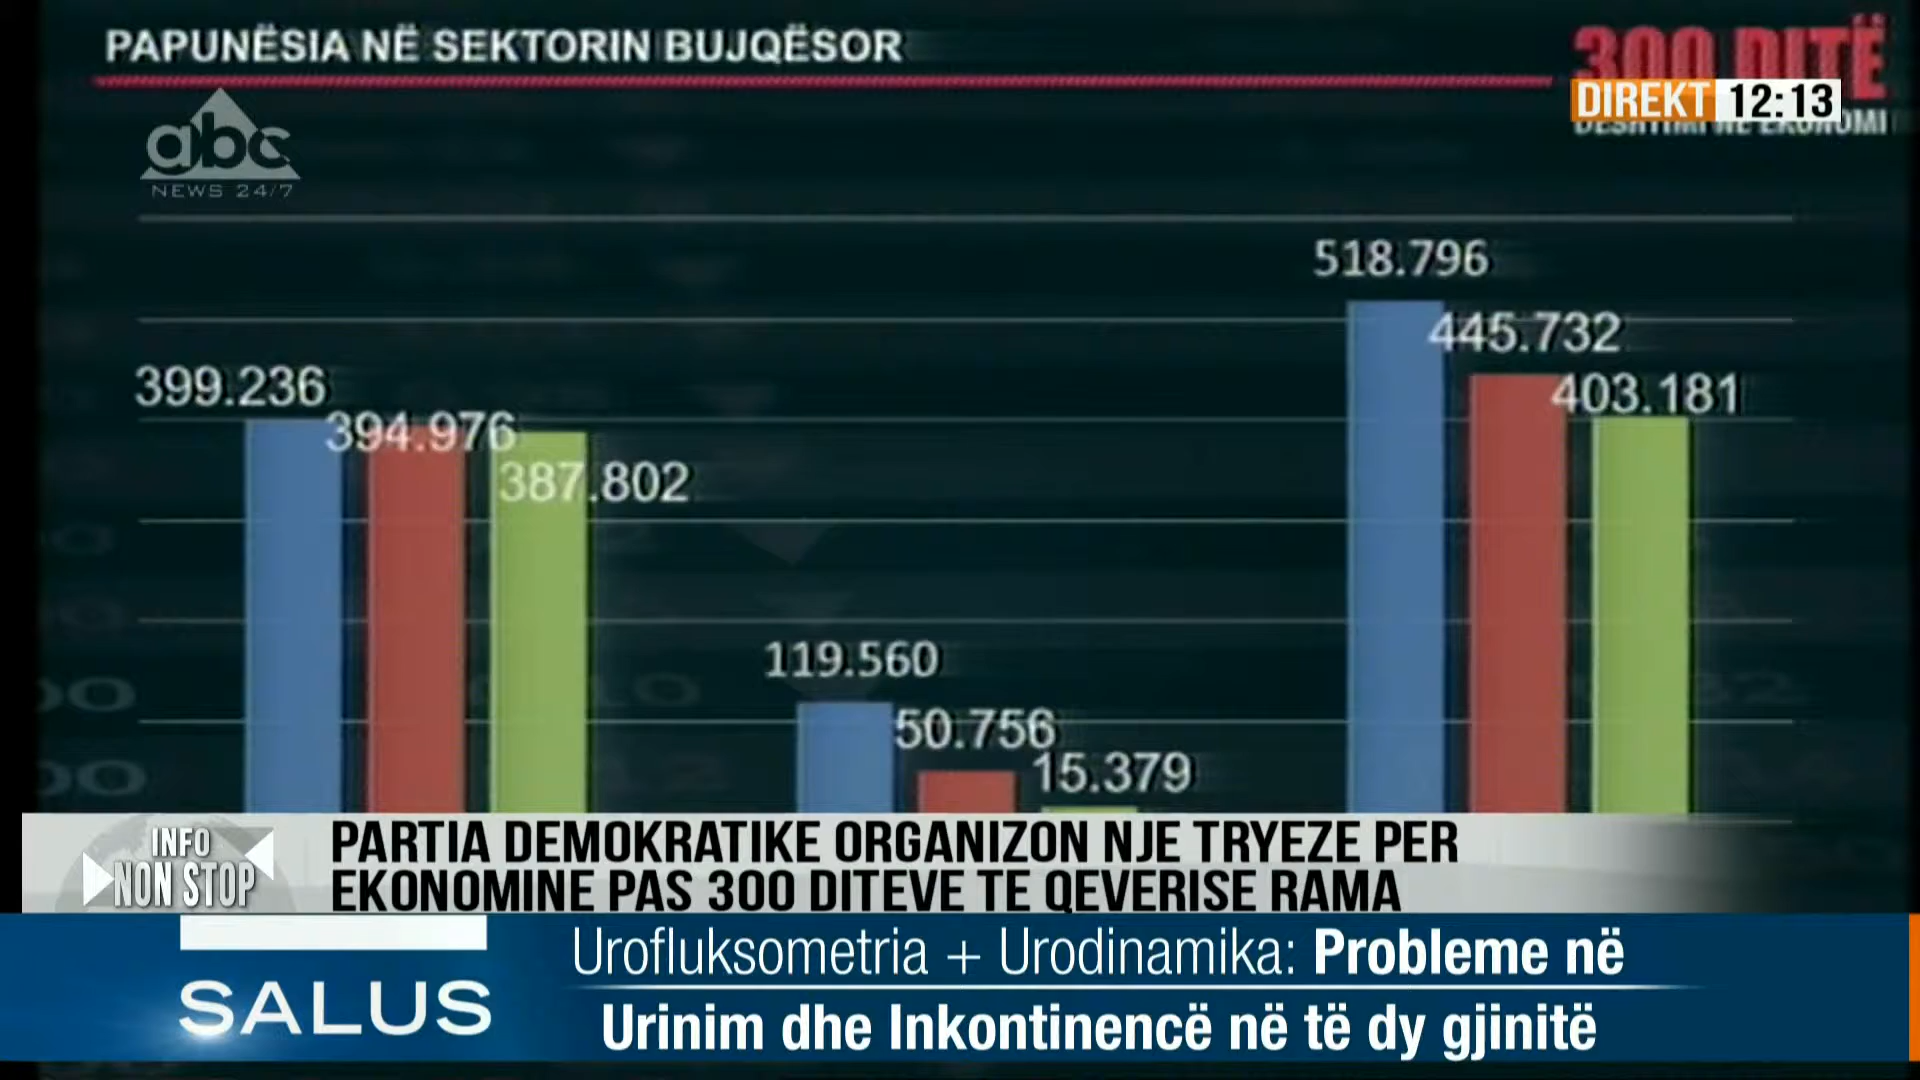 PAPUNËSIA NË SEKTORIN BUJQËSOR
300 DITË
DIREKT 12:13
DËSHTIMI NË EKONOMI
abc
NEWS 24/7
518.796
445.732
403.181
399.236
394.976
387.802
119.560
50.756
15.379
INFO
NON STOP
PARTIA DEMOKRATIKE ORGANIZON NJE TRYEZE PER
EKONOMINE PAS 300 DITEVE TE QEVERISE RAMA
SALUS
Urofluksometria + Urodinamika: Probleme në
Urinim dhe Inkontinencë në të dy gjinitë